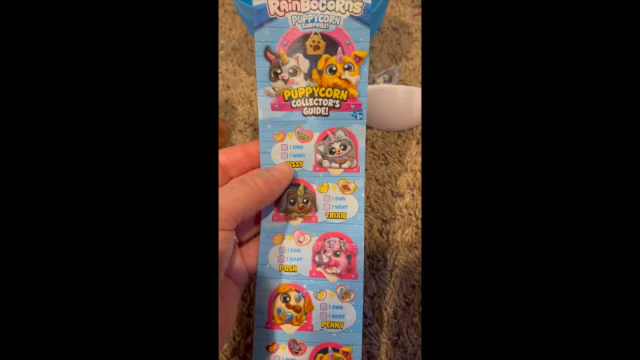 RAINBOCORNS
PUPPYCORN
SURPRISE!
PUPPYCORN
COLLECTOR'S
GUIDE!
I OWN
I WANT
I OWN
I WANT
TRIXIE
I OWN
I WANT
POSH
I OWN
I WANT
PENNY